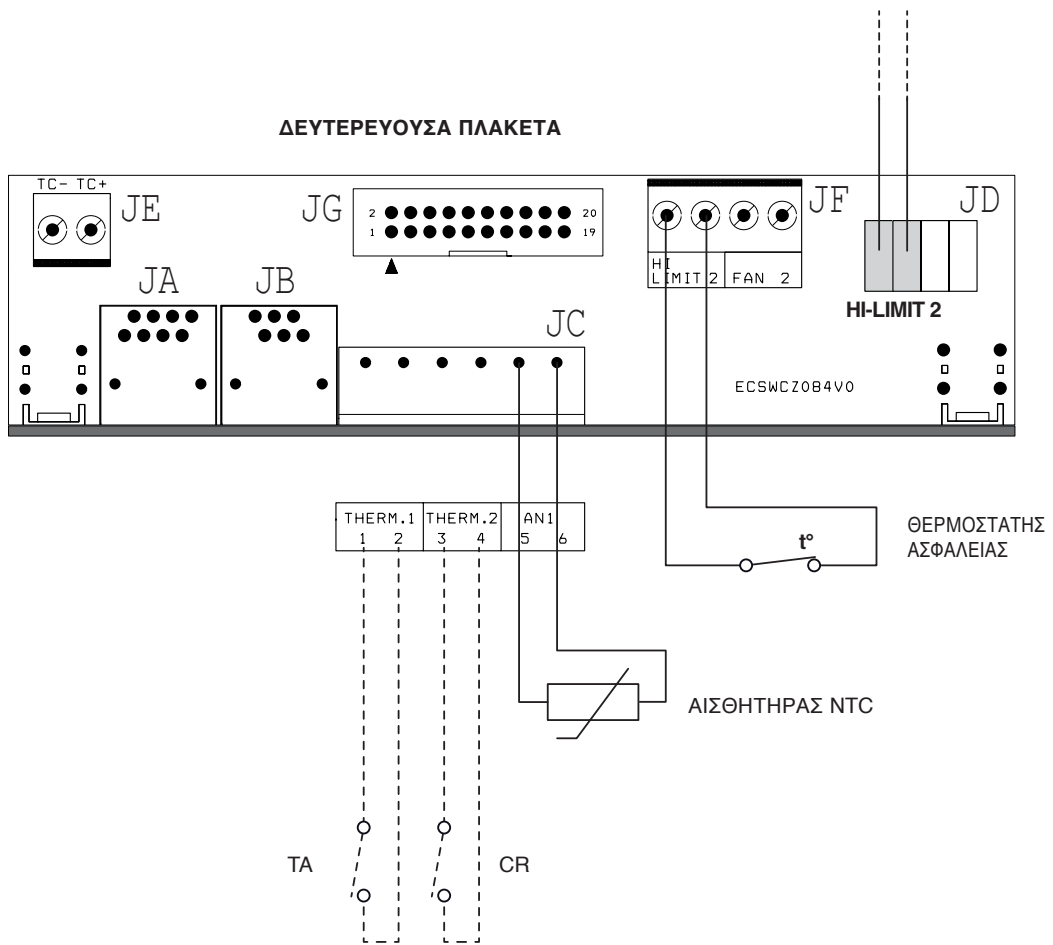 ΔΕΥΤΕΡΕΥΟΥΣΑ ΠΛΑΚΕΤΑ
TC- TC+
JE
JG
2
20
1
19
JF
JD
HI
LIMIT 2
FAN 2
HI-LIMIT 2
JA
JB
JC
ECSWCZ084V0
THERM.1
THERM.2
AN1
1 2 3 4 5 6
t°
ΘΕΡΜΟΣΤΑΤΗΣ
ΑΣΦΑΛΕΙΑΣ
ΑΙΣΘΗΤΗΡΑΣ NTC
TA
CR